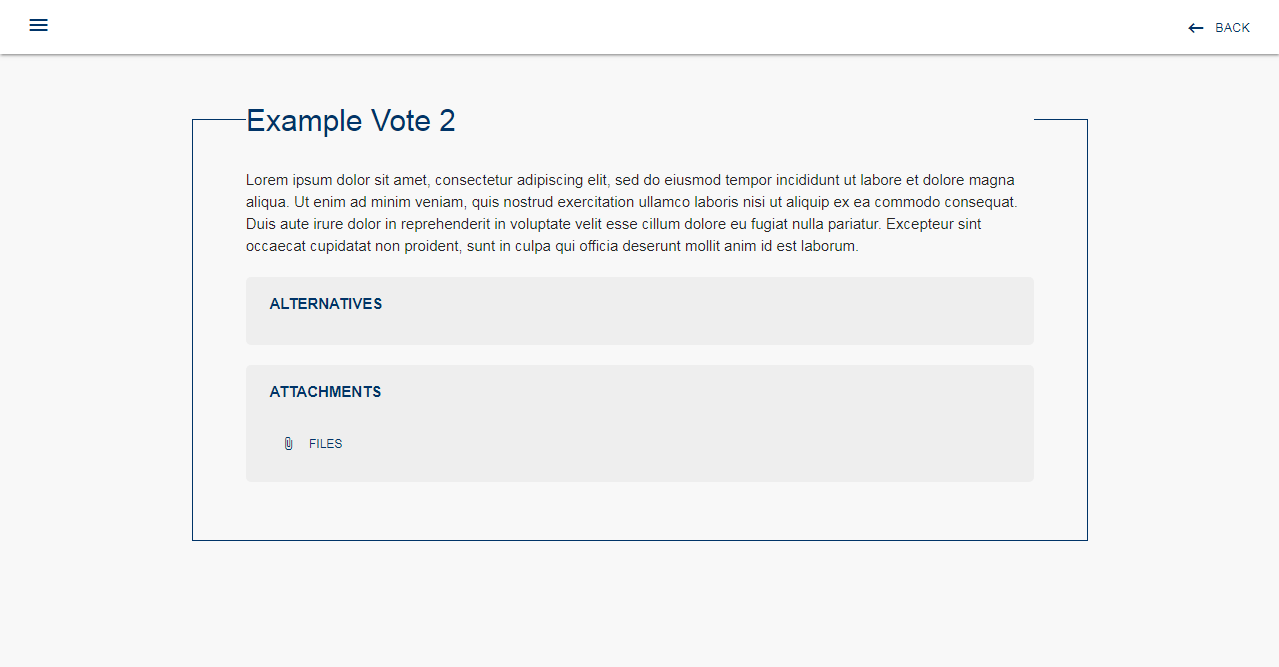 BACK
Example Vote 2
Lorem ipsum dolor sit amet, consectetur adipiscing elit, sed do eiusmod tempor incididunt ut labore et dolore magna
aliqua. Ut enim ad minim veniam, quis nostrud exercitation ullamco laboris nisi ut aliquip ex ea commodo consequat.
Duis aute irure dolor in reprehenderit in voluptate velit esse cillum dolore eu fugiat nulla pariatur. Excepteur sint
occaecat cupidatat non proident, sunt in culpa qui officia deserunt mollit anim id est laborum.
ALTERNATIVES
ATTACHMENTS
FILES